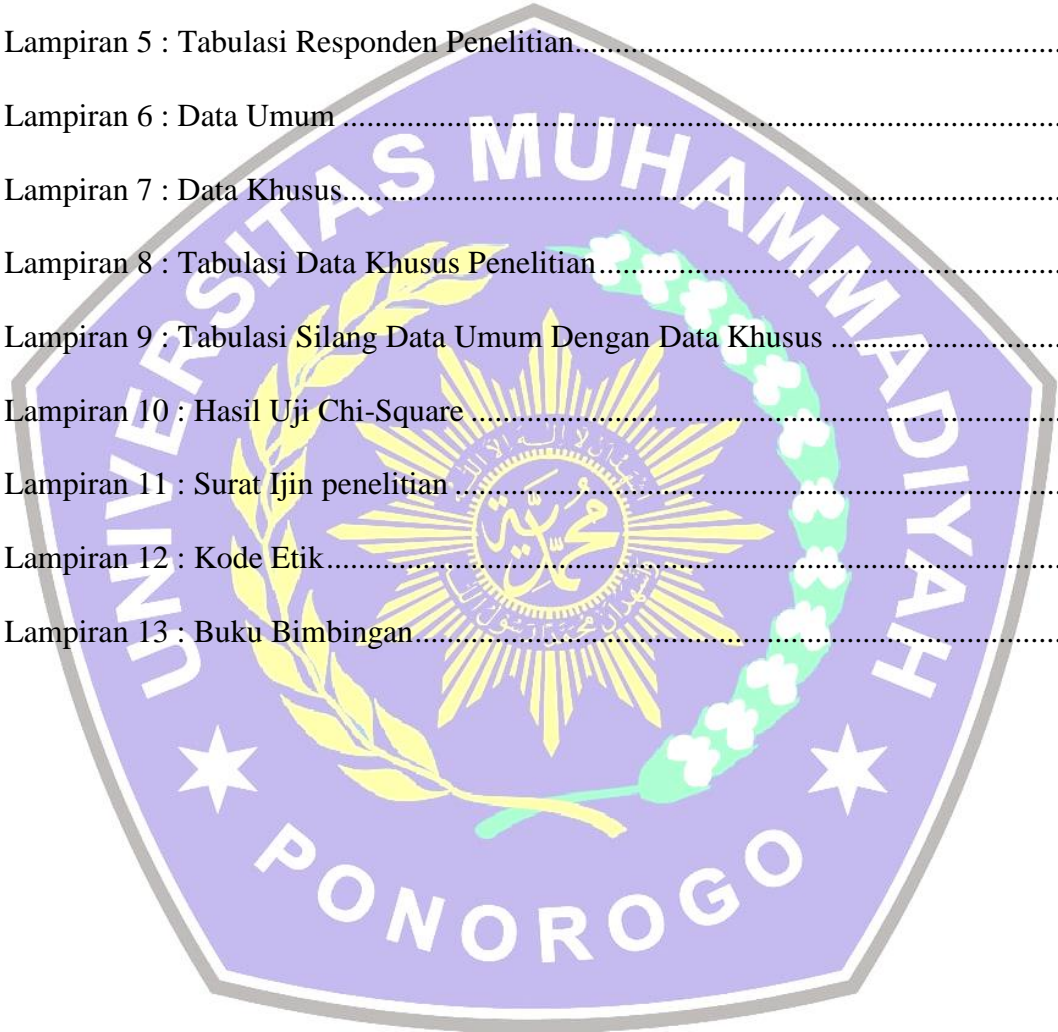 Lampiran 5 : Tabulasi Responden Penelitian
Lampiran 6 : Data Umum
Lampiran 7 : Data Khusus
Lampiran 8 : Tabulasi Data Khusus Penelitian
Lampiran 9 : Tabulasi Silang Data Umum Dengan Data Khusus
Lampiran 10 : Hasil Uji Chi-Square
Lampiran 11 : Surat Ijin penelitian
Lampiran 12 : Kode Etik
Lampiran 13 : Buku Bimbingan
UNIVERSITAS MUHAMMADIYAH
PONOROGO